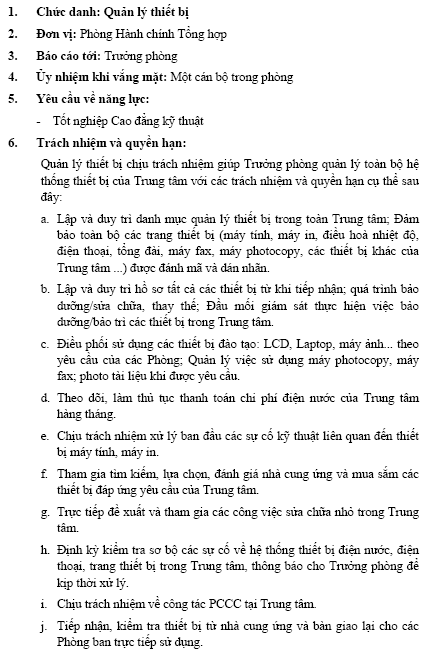 1. Chức danh: Quản lý thiết bị
2. Đơn vị: Phòng Hành chính Tổng hợp
3. Báo cáo tới: Trưởng phòng
4. Ủy nhiệm khi vắng mặt: Một cán bộ trong phòng
5. Yêu cầu về năng lực:
- Tốt nghiệp Cao đẳng kỹ thuật
6. Trách nhiệm và quyền hạn:
Quản lý thiết bị chịu trách nhiệm giúp Trưởng phòng quản lý toàn bộ hệ
thống thiết bị của Trung tâm với các trách nhiệm và quyền hạn cụ thể sau
đây:
a. Lập và duy trì danh mục quản lý thiết bị trong toàn Trung tâm; Đảm
bảo toàn bộ các trang thiết bị (máy tính, máy in, điều hoà nhiệt độ,
điện thoại, tổng đài, máy fax, máy photocopy, các thiết bị khác của
Trung tâm ...) được đánh mã và dán nhãn.
b. Lập và duy trì hồ sơ tất cả các thiết bị từ khi tiếp nhận; quá trình bảo
dưỡng/sửa chữa, thay thế; Đầu mối giám sát thực hiện việc bảo
dưỡng/bảo trì các thiết bị trong Trung tâm.
c. Điều phối sử dụng các thiết bị đào tạo: LCD, Laptop, máy ảnh... theo
yêu cầu của các Phòng; Quản lý việc sử dụng máy photocopy, máy
fax; photo tài liệu khi được yêu cầu.
d. Theo dõi, làm thủ tục thanh toán chi phí điện nước của Trung tâm
hàng tháng.
e. Chịu trách nhiệm xử lý ban đầu các sự cố kỹ thuật liên quan đến thiết
bị máy tính, máy in.
f. Tham gia tìm kiếm, lựa chọn, đánh giá nhà cung ứng và mua sắm các
thiết bị đáp ứng yêu cầu của Trung tâm.
g. Trực tiếp đề xuất và tham gia các công việc sửa chữa nhỏ trong Trung
tâm.
h. Định kỳ kiểm tra sơ bộ các sự cố về hệ thống thiết bị điện nước, điện
thoại, trang thiết bị trong Trung tâm, thông báo cho Trưởng phòng để
kịp thời xử lý.
i. Chịu trách nhiệm về công tác PCCC tại Trung tâm.
j. Tiếp nhận, kiểm tra thiết bị từ nhà cung ứng và bàn giao lại cho các
Phòng ban trực tiếp sử dụng.